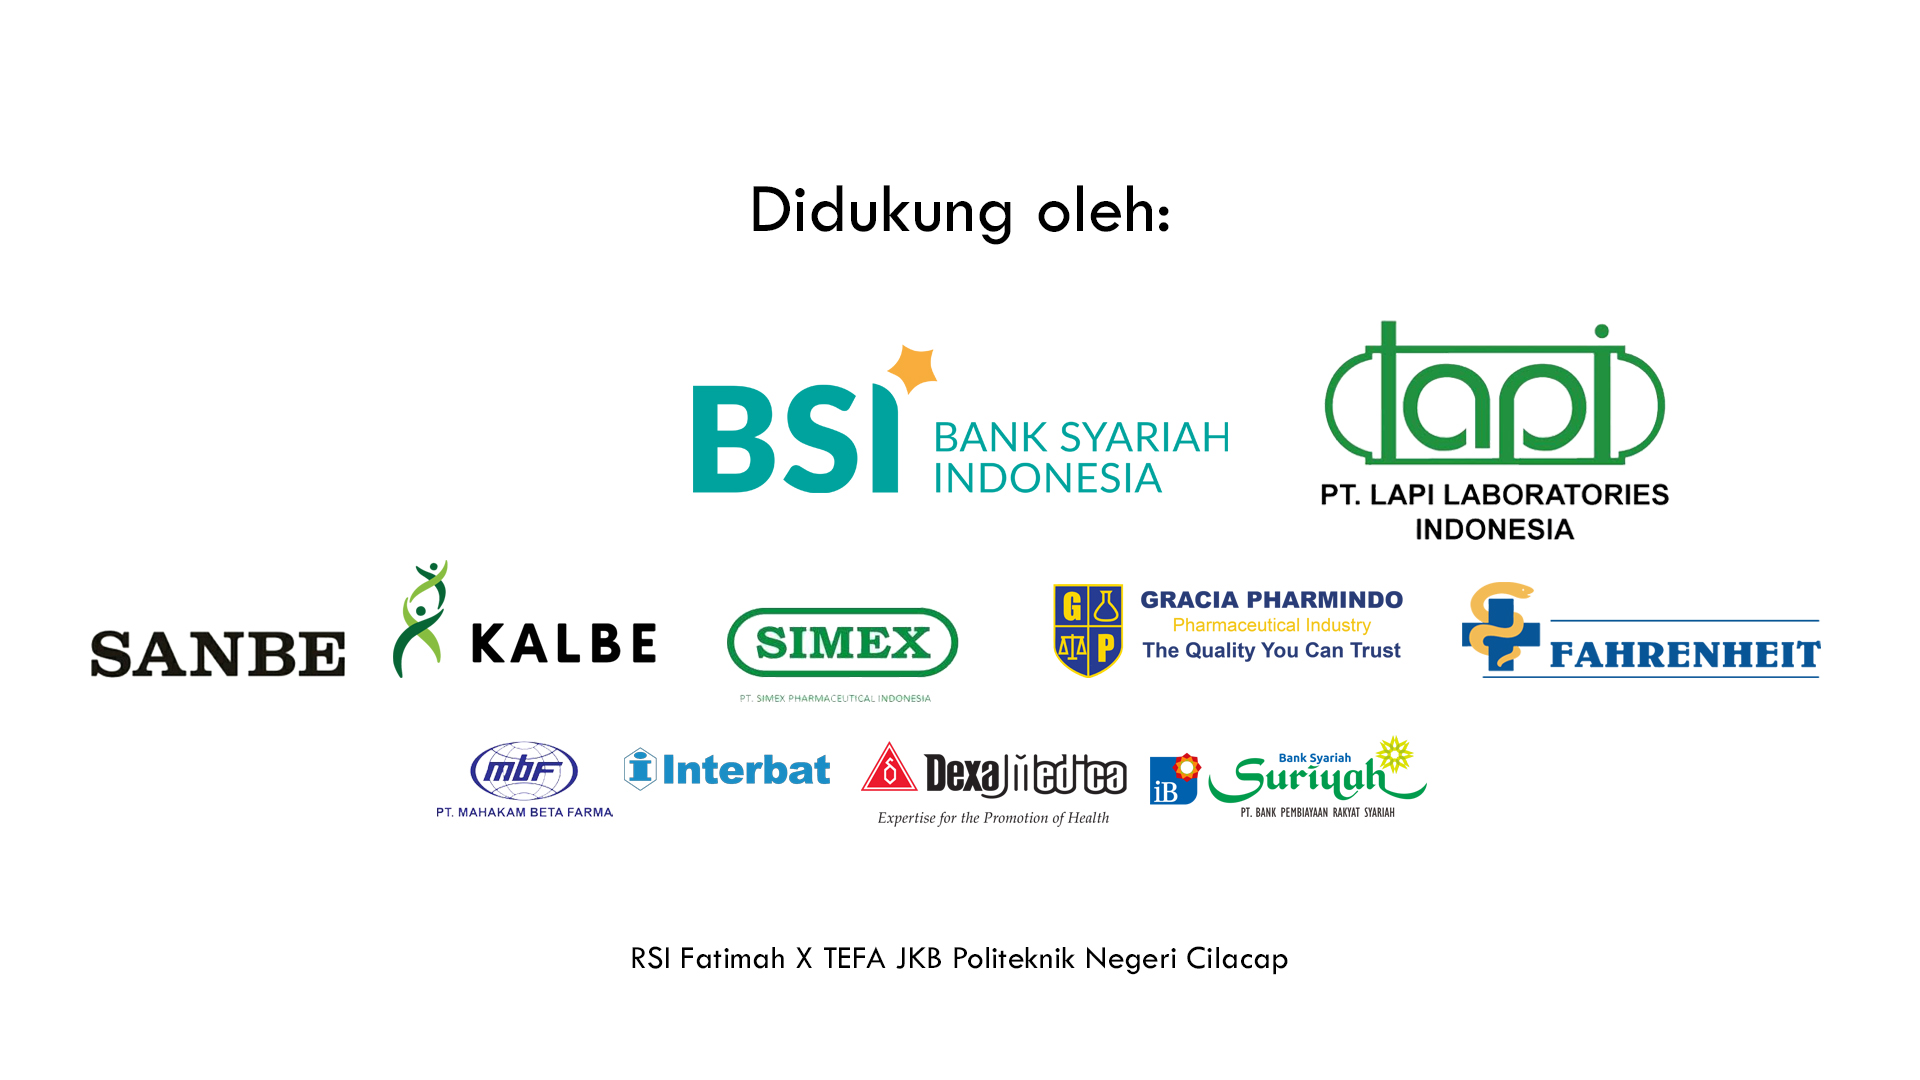 Didukung oleh:
BSI BANK SYARIAH
INDONESIA
lapi
PT. LAPI LABORATORIES
INDONESIA
SANBE
KALBE
SIMEX
PT. SIMEX PHARMACEUTICAL INDONESIA
G P
GRACIA PHARMINDO
Pharmaceutical Industry
The Quality You Can Trust
FAHRENHEIT
mbF
PT. MAHAKAM BETA FARMA
i Interbat
δ Dexa Medica
Expertise for the Promotion of Health
iB
Bank Syariah
Suriyah
PT. BANK PEMBIAYAAN RAKYAT SYARIAH
RSI Fatimah X TEFA JKB Politeknik Negeri Cilacap